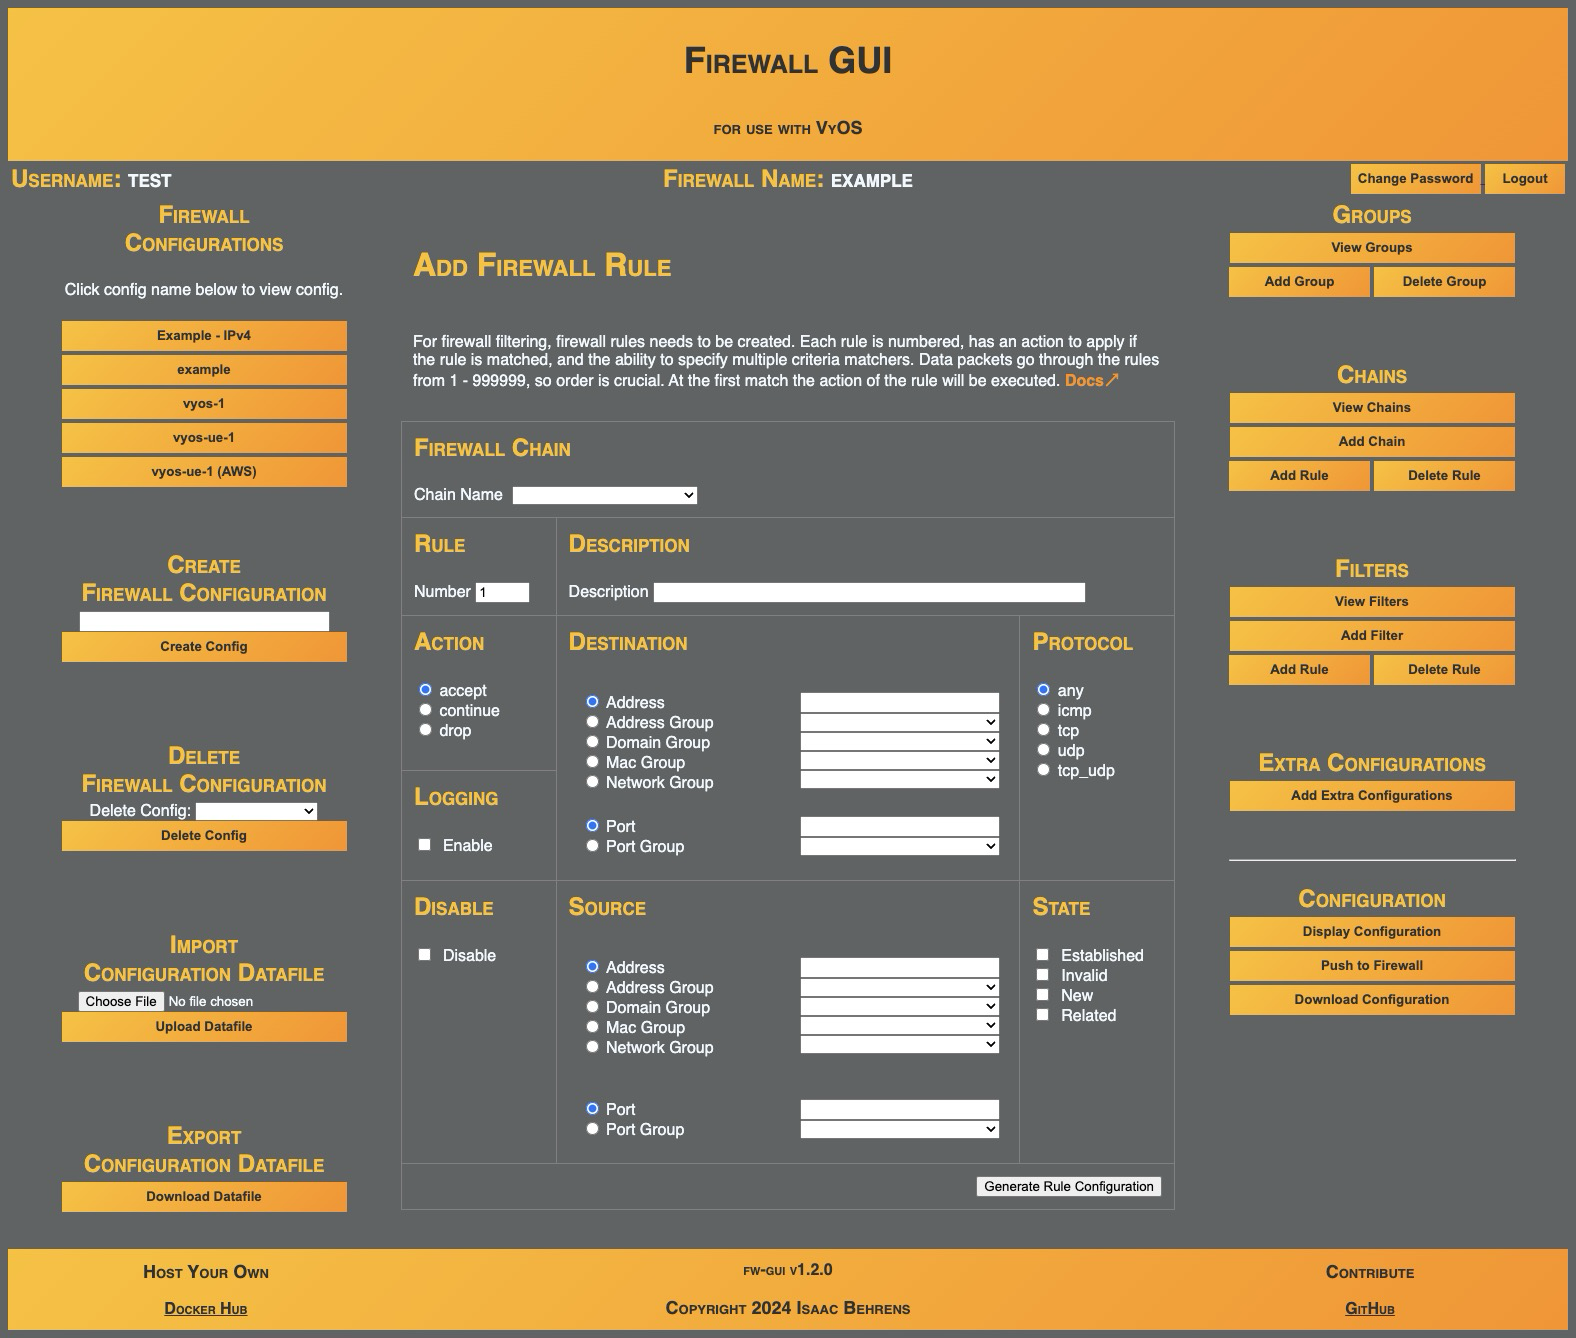 Firewall GUI
for use with VyOS
Username: test
Firewall Name: example
Change Password
Logout
Firewall
Configurations
Click config name below to view config.
Example - IPv4
example
vyos-1
vyos-ue-1
vyos-ue-1 (AWS)
Create
Firewall Configuration
Create Config
Delete
Firewall Configuration
Delete Config:
Delete Config
Import
Configuration Datafile
Choose File No file chosen
Upload Datafile
Export
Configuration Datafile
Download Datafile
Add Firewall Rule
For firewall filtering, firewall rules needs to be created. Each rule is numbered, has an action to apply if
the rule is matched, and the ability to specify multiple criteria matchers. Data packets go through the rules
from 1 - 999999, so order is crucial. At the first match the action of the rule will be executed. Docs↗
Firewall Chain
Chain Name
Rule
Number 1
Description
Description
Action
accept
continue
drop
Logging
Enable
Destination
Address
Address Group
Domain Group
Mac Group
Network Group
Port
Port Group
Protocol
any
icmp
tcp
udp
tcp_udp
Disable
Disable
Source
Address
Address Group
Domain Group
Mac Group
Network Group
Port
Port Group
State
Established
Invalid
New
Related
Generate Rule Configuration
Groups
View Groups
Add Group
Delete Group
Chains
View Chains
Add Chain
Add Rule
Delete Rule
Filters
View Filters
Add Filter
Add Rule
Delete Rule
Extra Configurations
Add Extra Configurations
Configuration
Display Configuration
Push to Firewall
Download Configuration
Host Your Own
Docker Hub
fw-gui v1.2.0
Copyright 2024 Isaac Behrens
Contribute
GitHub